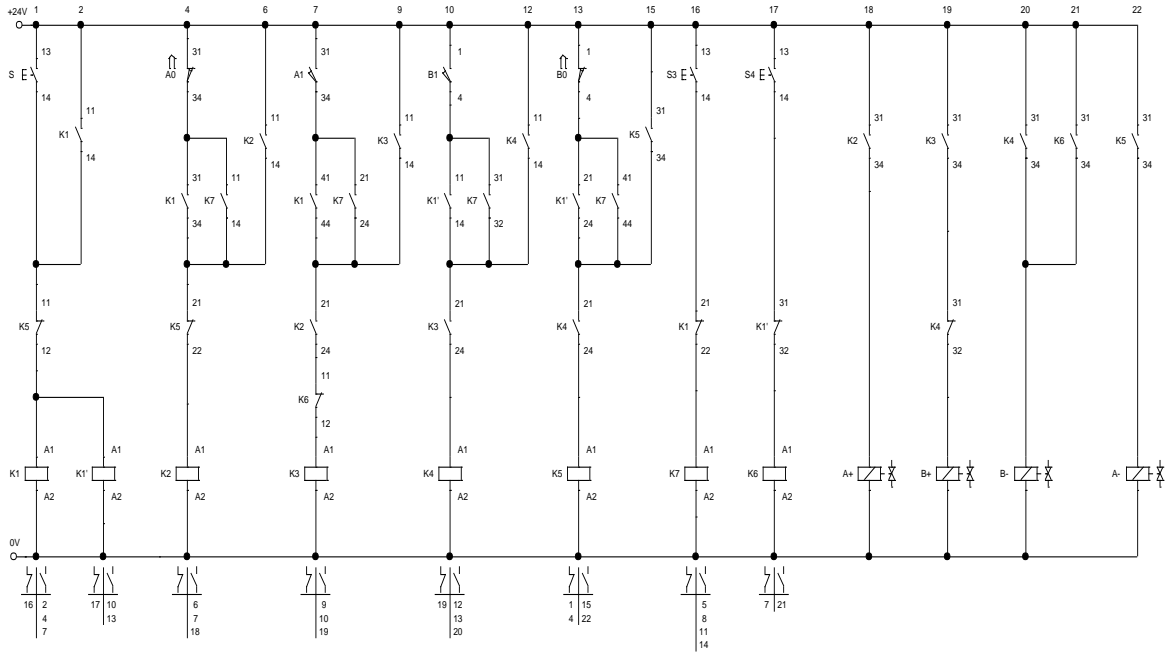 1 2 4 6 7 9 10 12 13 15 16 17 18 19 20 21 22
+24V
13 31 31 1 1 13 13
S A0 A1 B1 B0 S3 S4
14 34 34 4 4 14 14
11 11 11 11 31 31 31 31 31 31
K1 K2 K3 K4 K5 K2 K3 K4 K6 K5
14 14 14 14 34 34 34 34 34 34
31 11 41 21 11 31 21 41
K1 K7 K1 K7 K1' K7 K1' K7
34 14 44 24 14 32 24 44
11 21 21 21 21 21 31 31
K5 K5 K2 K3 K4 K1 K1' K4
12 22 24 24 24 22 32 32
11
K6
12
A1 A1 A1 A1 A1 A1 A1 A1
K1 K1' K2 K3 K4 K5 K7 K6 A+ B+ B- A-
A2 A2 A2 A2 A2 A2 A2 A2
0V
16 2 17 10 6 9 19 12 1 15 5 7 21
4 13 7 10 13 4 22 8
7 18 19 20 11
14